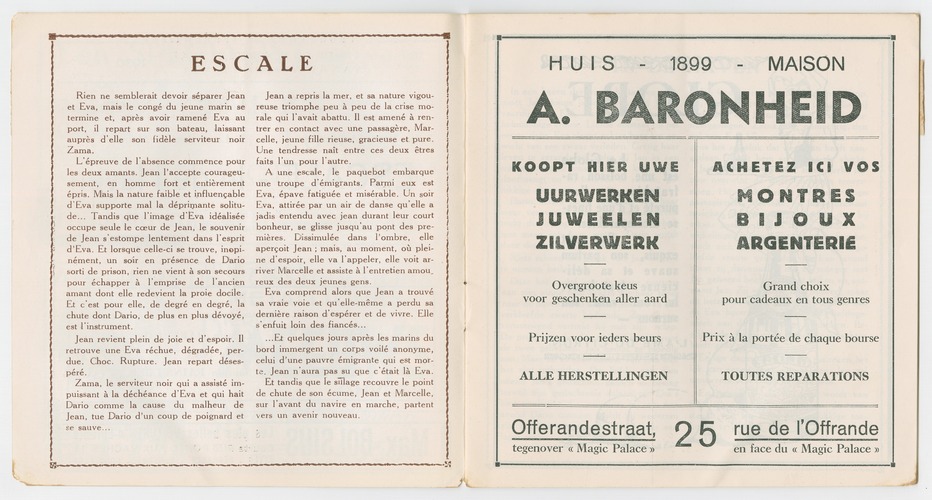 ESCALE
Rien ne semblerait devoir séparer Jean
et Eva, mais le congé du jeune marin se
termine et, après avoir ramené Eva au
port, il repart sur son bateau, laissant
auprès d'elle son fidèle serviteur noir
Zama.
L'épreuve de l'absence commence pour
les deux amants. Jean l'accepte courageu-
sement, en homme fort et entièrement
épris. Mais la nature faible et influençable
d'Eva supporte mal la déprimante solitu-
de... Tandis que l'image d'Eva idéalisée
occupe seule le cœur de Jean, le souvenir
de Jean s'estompe lentement dans l'esprit
d'Eva. Et lorsque celle-ci se trouve, inopi-
nément, un soir en présence de Dario
sorti de prison, rien ne vient à son secours
pour échapper à l'emprise de l'ancien
amant dont elle redevient la proie docile.
Et c'est pour elle, de degré en degré, la
chute dont Dario, de plus en plus dévoyé,
est l'instrument.
Jean revient plein de joie et d'espoir. Il
retrouve une Eva réchue, dégradée, per-
due. Choc. Rupture. Jean repart déses-
péré.
Zama, le serviteur noir qui a assisté im-
puissant à la déchéance d'Eva et qui hait
Dario comme la cause du malheur de
Jean, tue Dario d'un coup de poignard et
se sauve...
Jean a repris la mer, et sa nature vigou-
reuse triomphe peu à peu de la crise mo-
rale qui l'avait abattu. Il est amené à ren-
trer en contact avec une passagère, Mar-
celle, jeune fille rieuse, gracieuse et pure.
Une tendresse naît entre ces deux êtres
faits l'un pour l'autre.
A une escale, le paquebot embarque
une troupe d'émigrants. Parmi eux est
Eva, épave fatiguée et misérable. Un soir
Eva, attirée par un air de danse qu'elle a
jadis entendu avec jean durant leur court
bonheur, se glisse jusqu'au pont des pre-
mières. Dissimulée dans l'ombre, elle
aperçoit Jean ; mais, au moment, où plei-
ne d'espoir, elle va l'appeler, elle voit ar-
river Marcelle et assiste à l'entretien amou_
reux des deux jeunes gens.
Eva comprend alors que Jean a trouvé
sa vraie voie et qu'elle-même a perdu sa
dernière raison d'espérer et de vivre. Elle
s'enfuit loin des fiancés...
...Et quelques jours après les marins du
bord immergent un corps voilé anonyme,
celui d'une pauvre émigrante qui est mor-
te. Jean n'aura pas su que c'était là Eva.
Et tandis que le sillage recouvre le point
de chute de son écume, Jean et Marcelle,
sur l'avant du navire en marche, partent
vers un avenir nouveau.
HUIS - 1899 - MAISON
A. BARONHEID
KOOPT HIER UWE
UURWERKEN
JUWEELEN
ZILVERWERK
Overgroote keus
voor geschenken aller aard
Prijzen voor ieders beurs
ALLE HERSTELLINGEN
ACHETEZ ICI VOS
MONTRES
BIJOUX
ARGENTERIE
Grand choix
pour cadeaux en tous genres
Prix à la portée de chaque bourse
TOUTES REPARATIONS
Offerandestraat, 25 rue de l'Offrande
tegenover « Magic Palace » en face du « Magic Palace »